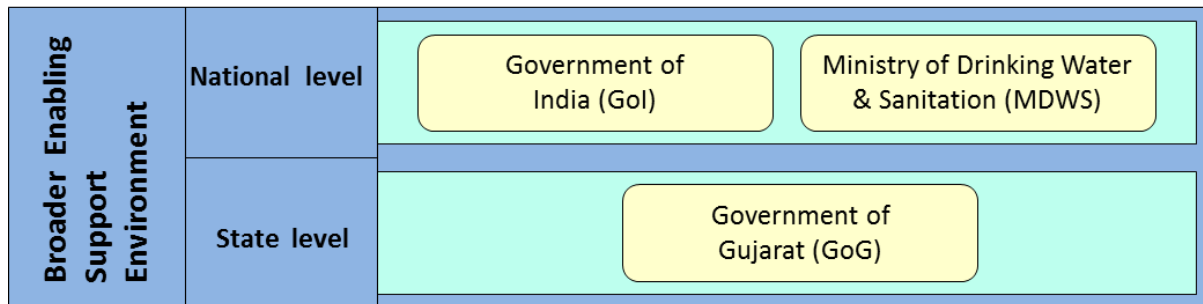 Broader Enabling
Support
Environment
National level
Government of
India (GoI)
Ministry of Drinking Water
& Sanitation (MDWS)
State level
Government of
Gujarat (GoG)